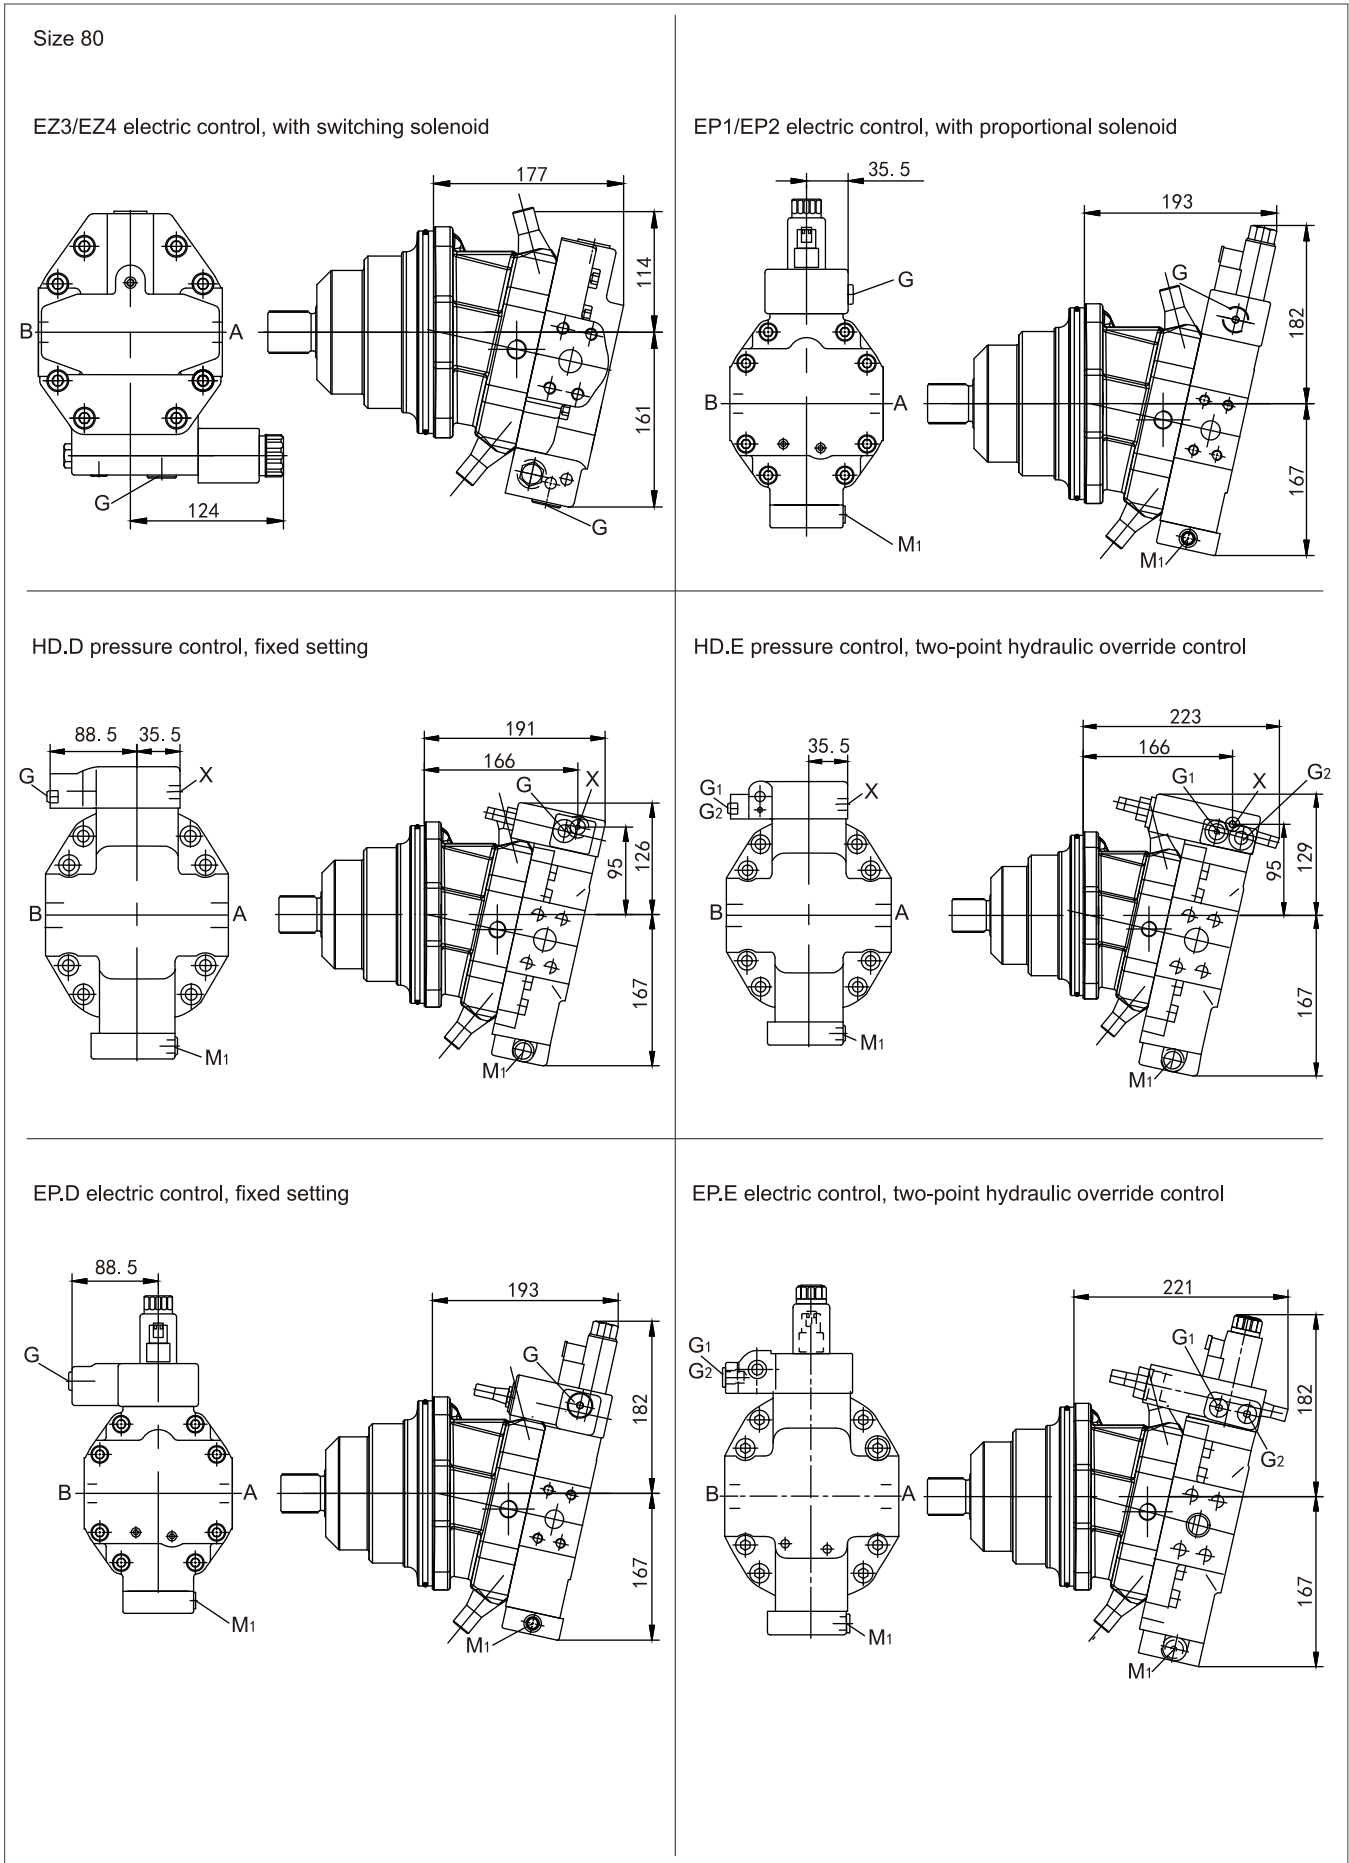 Size 80
EZ3/EZ4 electric control, with switching solenoid
177
114
B
A
161
G
124
G
EP1/EP2 electric control, with proportional solenoid
35.5
193
G
G
182
B
A
167
M1
M1
HD.D pressure control, fixed setting
88.5
35.5
191
166
G
X
G
X
95
126
B
A
167
M1
M1
HD.E pressure control, two-point hydraulic override control
223
35.5
166
G1
G2
X
G1
X
G2
95
129
B
A
167
M1
M1
EP.D electric control, fixed setting
88.5
193
G
G
182
B
A
167
M1
M1
EP.E electric control, two-point hydraulic override control
221
G1
G2
G1
182
G2
B
A
167
M1
M1